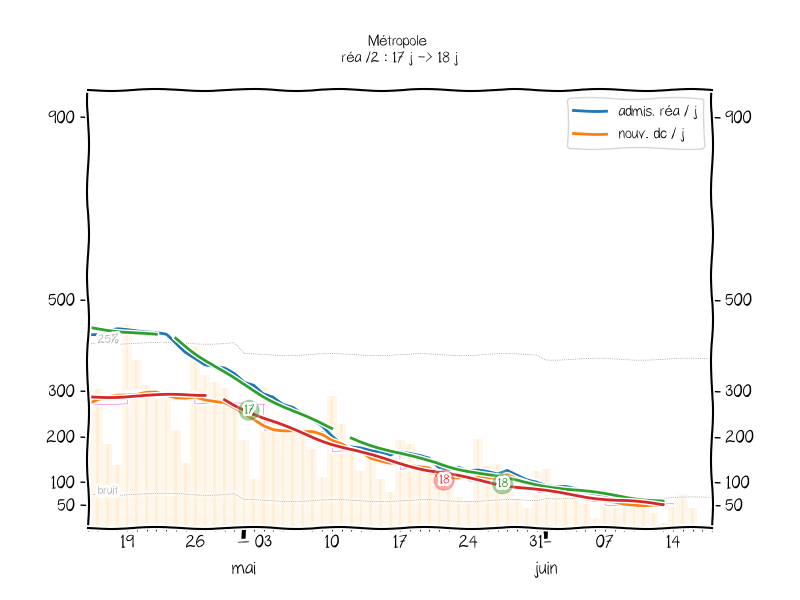 Métropole
réa /2 : 17 j -> 18 j
admis. réa / j
nouv. dc / j
900
900
500
500
25%
300
300
17
200
200
18
18
100
100
bruit
50
50
19 26 03 10 17 24 31 07 14
mai juin